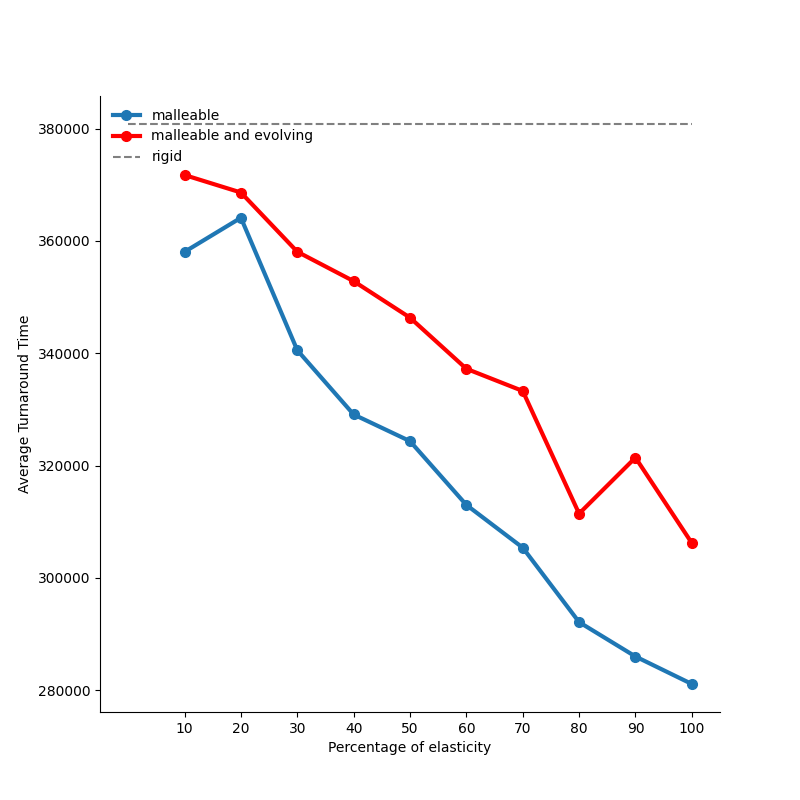 malleable
malleable and evolving
rigid
380000
360000
340000
320000
300000
280000
Average Turnaround Time
10 20 30 40 50 60 70 80 90 100
Percentage of elasticity